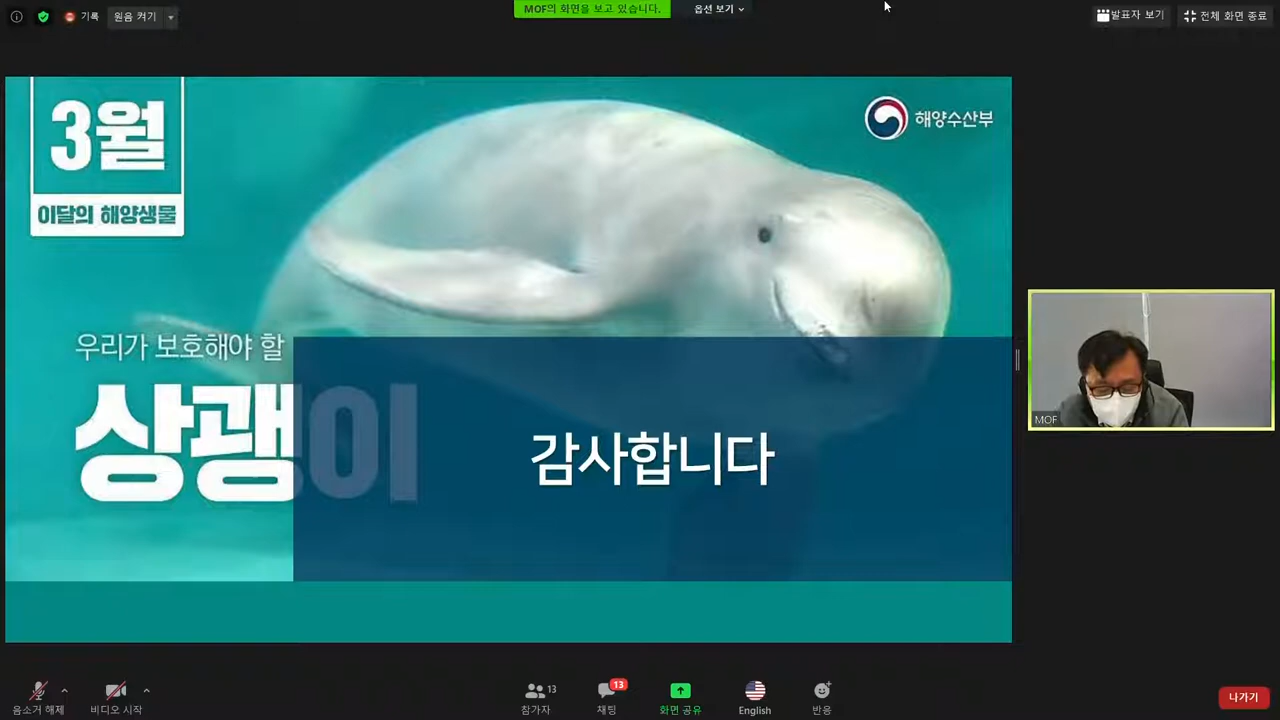 기록
원음 켜기
MOF의 화면을 보고 있습니다.
옵션 보기
발표자 보기
전체 화면 종료
3월
이달의 해양생물
해양수산부
우리가 보호해야 할
상괭이
감사합니다
MOF
음소거 해제
비디오 시작
13
참가자
13
채팅
화면 공유
English
반응
나가기